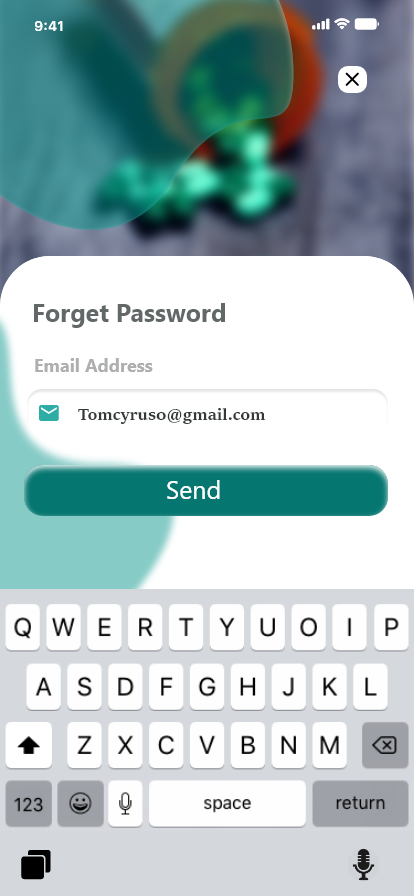 9:41
Forget Password
Email Address
Tomcyruso@gmail.com
Send
Q W E R T Y U O I P
A S D F G H J K L
Z X C V B N M
123 space return